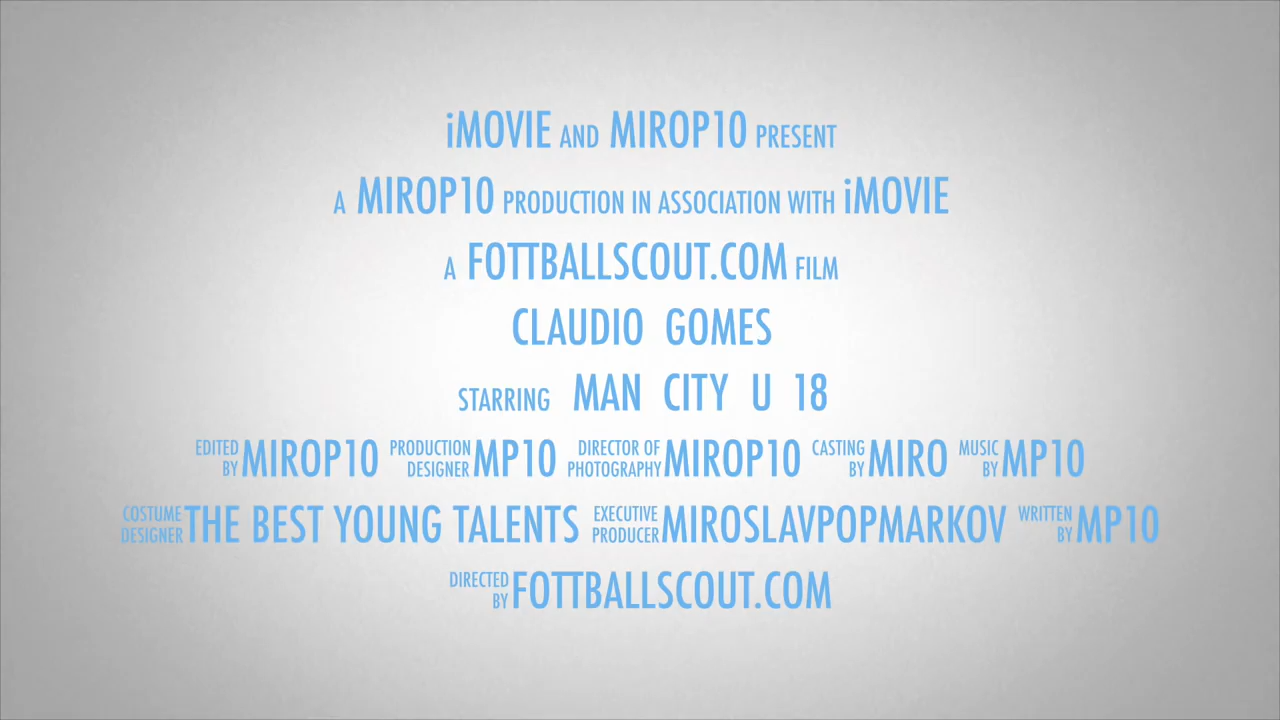 iMOVIE AND MIROP10 PRESENT
A MIROP10 PRODUCTION IN ASSOCIATION WITH iMOVIE
A FOTTBALLSCOUT.COM FILM
CLAUDIO GOMES
STARRING MAN CITY U 18
EDITED BY MIROP10 PRODUCTION DESIGNER MP10 DIRECTOR OF PHOTOGRAPHY MIROP10 CASTING BY MIRO MUSIC BY MP10
COSTUME DESIGNER THE BEST YOUNG TALENTS EXECUTIVE PRODUCER MIROSLAVPOPMARKOV WRITTEN BY MP10
DIRECTED BY FOTTBALLSCOUT.COM